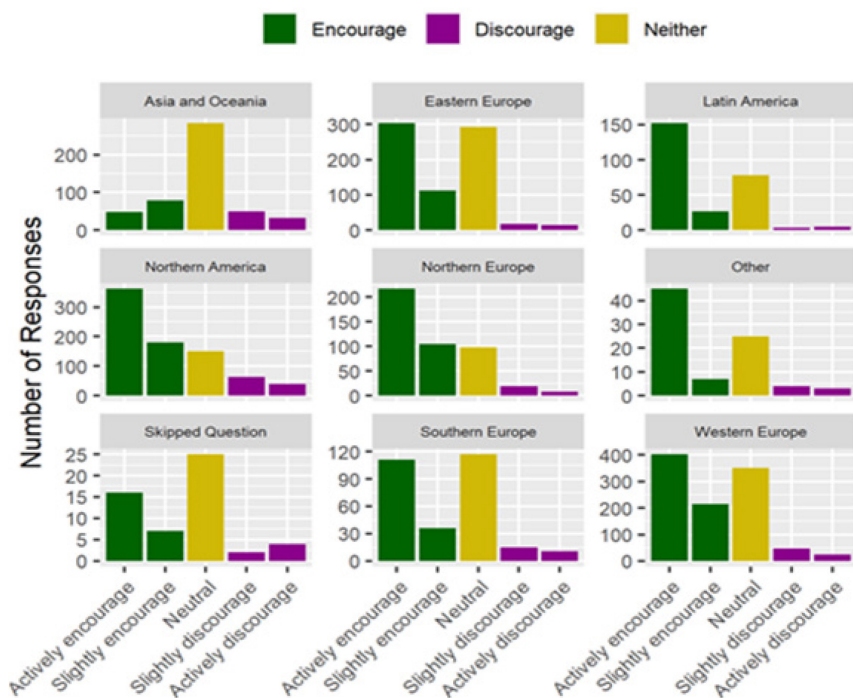 Encourage Discourage Neither
Number of Responses
Asia and Oceania Eastern Europe Latin America
200 300 150
100 200 100
0 100 50
0 0
Northern America Northern Europe Other
300 200 40
200 150 30
100 100 20
0 50 10
0 0
Skipped Question Southern Europe Western Europe
25 120 400
20 90 300
15 60 200
10 30 100
5 0 0
0
Actively encourage Slightly encourage Neutral Slightly discourage Actively discourage
Actively encourage Slightly encourage Neutral Slightly discourage Actively discourage
Actively encourage Slightly encourage Neutral Slightly discourage Actively discourage